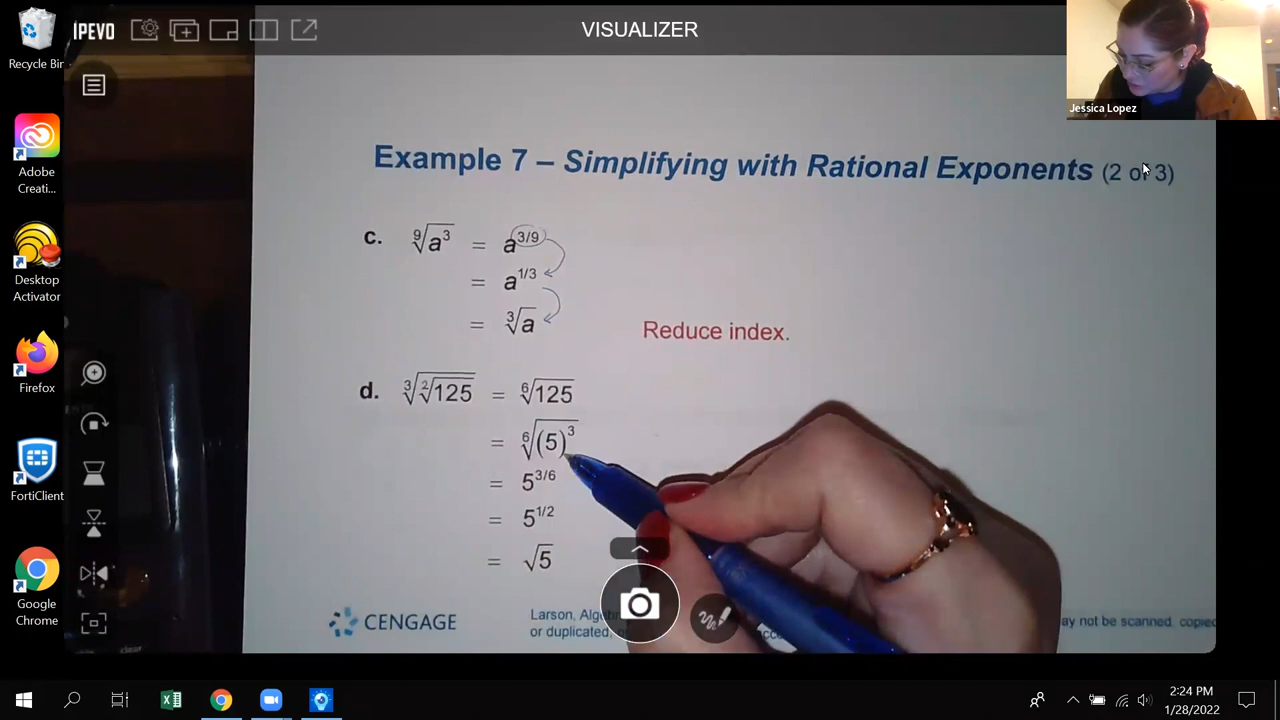 IPEVO
VISUALIZER
Recycle Bin
Jessica Lopez
Adobe
Creati...
Desktop
Activator
Firefox
FortiClient
Google
Chrome
Example 7 – Simplifying with Rational Exponents (2 of 3)
c. ⁹√a³ = a^3/9
= a^1/3
= ³√a
Reduce index.
d. ³√²√125 = ⁶√125
= ⁶√(5)³
= 5^3/6
= 5^1/2
= √5
CENGAGE
Larson,
or duplicated,
may not be scanned, copied
clear
2:24 PM
1/28/2022